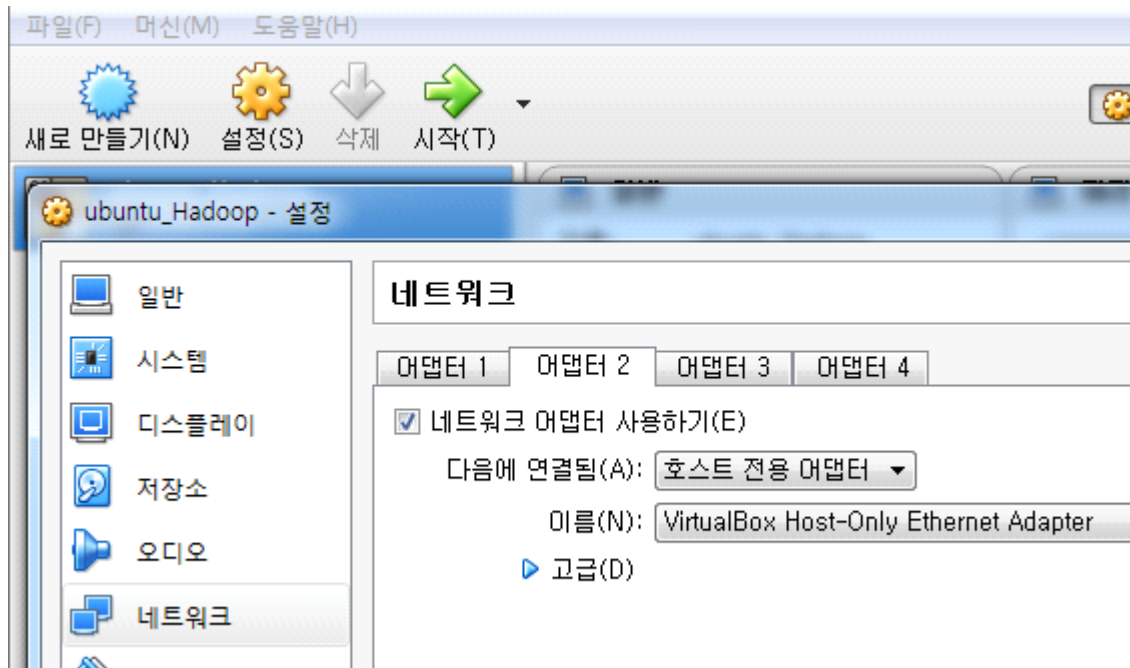 파일(F) 머신(M) 도움말(H)
새로 만들기(N) 설정(S) 삭제 시작(T)
ubuntu_Hadoop - 설정
일반
시스템
디스플레이
저장소
오디오
네트워크
네트워크
어댑터 1 어댑터 2 어댑터 3 어댑터 4
네트워크 어댑터 사용하기(E)
다음에 연결됨(A): 호스트 전용 어댑터
이름(N): VirtualBox Host-Only Ethernet Adapter
고급(D)